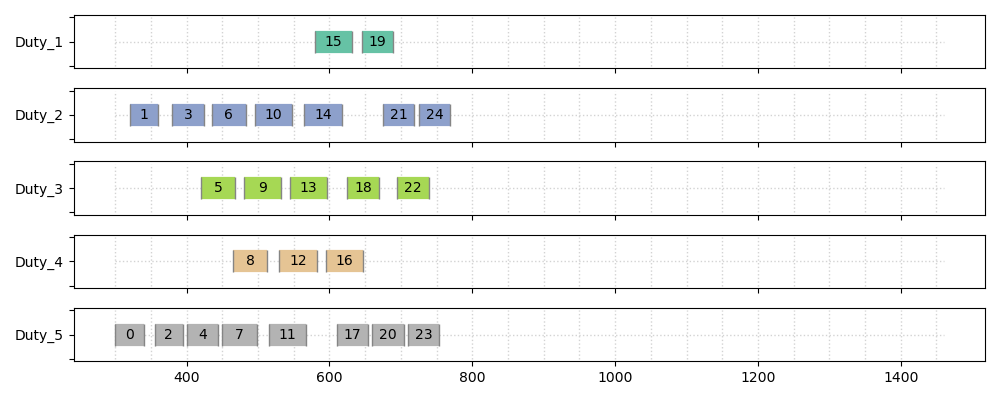 Duty_1 15 19
Duty_2 1 3 6 10 14 21 24
Duty_3 5 9 13 18 22
Duty_4 8 12 16
Duty_5 0 2 4 7 11 17 20 23
400 600 800 1000 1200 1400